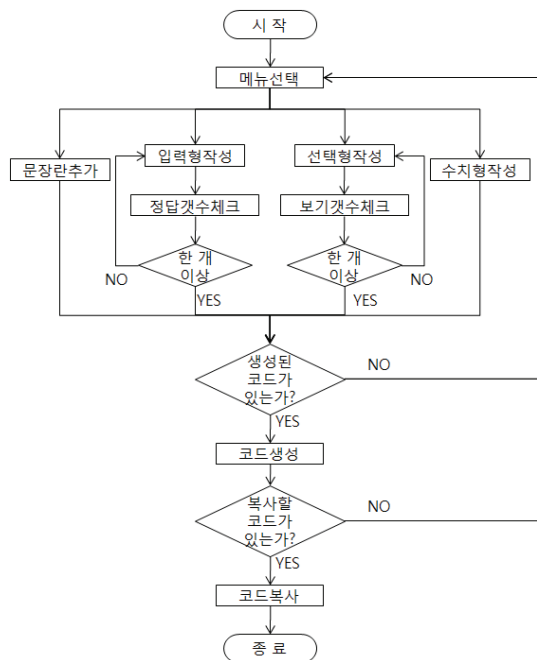 시 작
메뉴선택
문장란추가
입력형작성
선택형작성
수치형작성
정답갯수체크
보기갯수체크
한 개
이상
한 개
이상
NO
YES
YES
NO
생성된
코드가
있는가?
NO
YES
코드생성
복사할
코드가
있는가?
NO
YES
코드복사
종 료